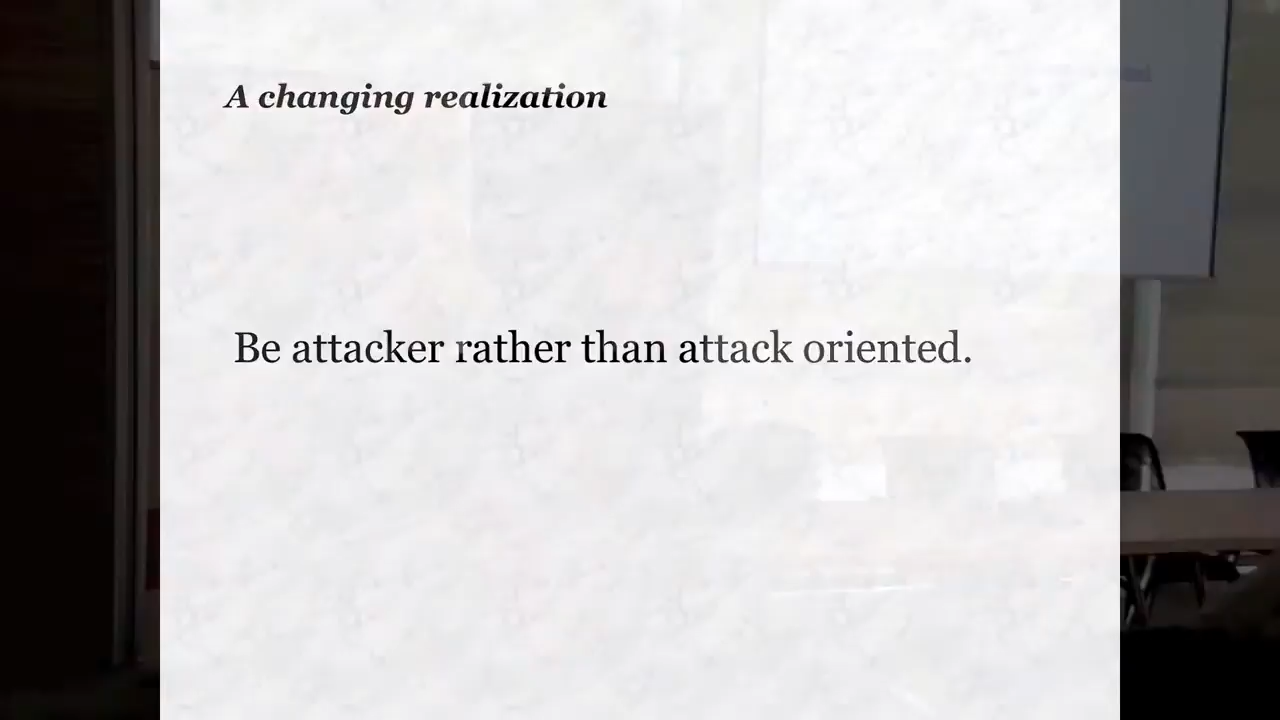 A changing realization
Be attacker rather than attack oriented.